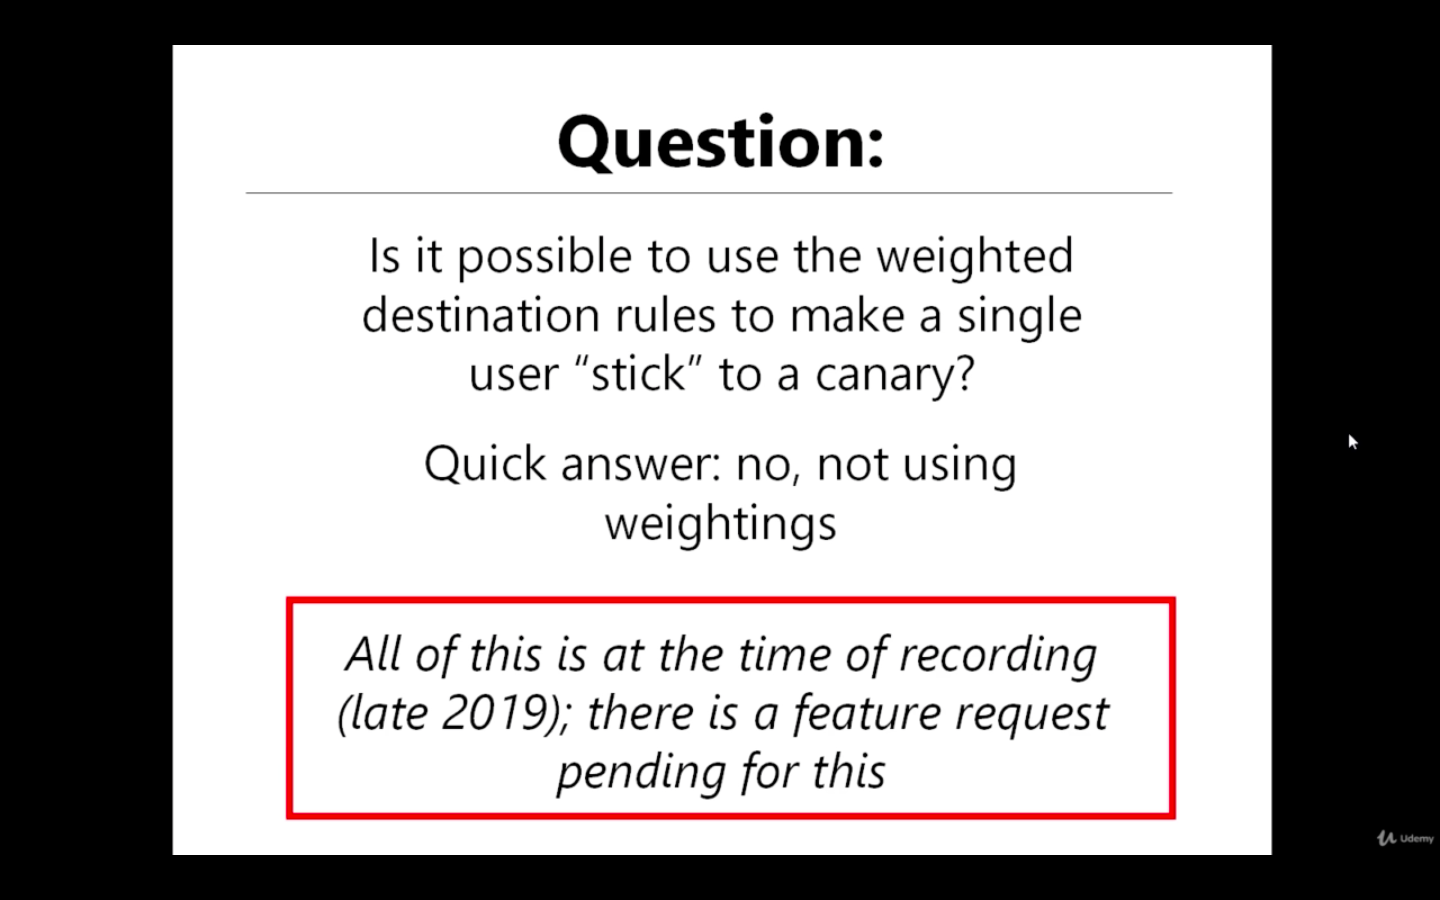 Question:
Is it possible to use the weighted
destination rules to make a single
user “stick” to a canary?
Quick answer: no, not using
weightings
All of this is at the time of recording
(late 2019); there is a feature request
pending for this
Udemy